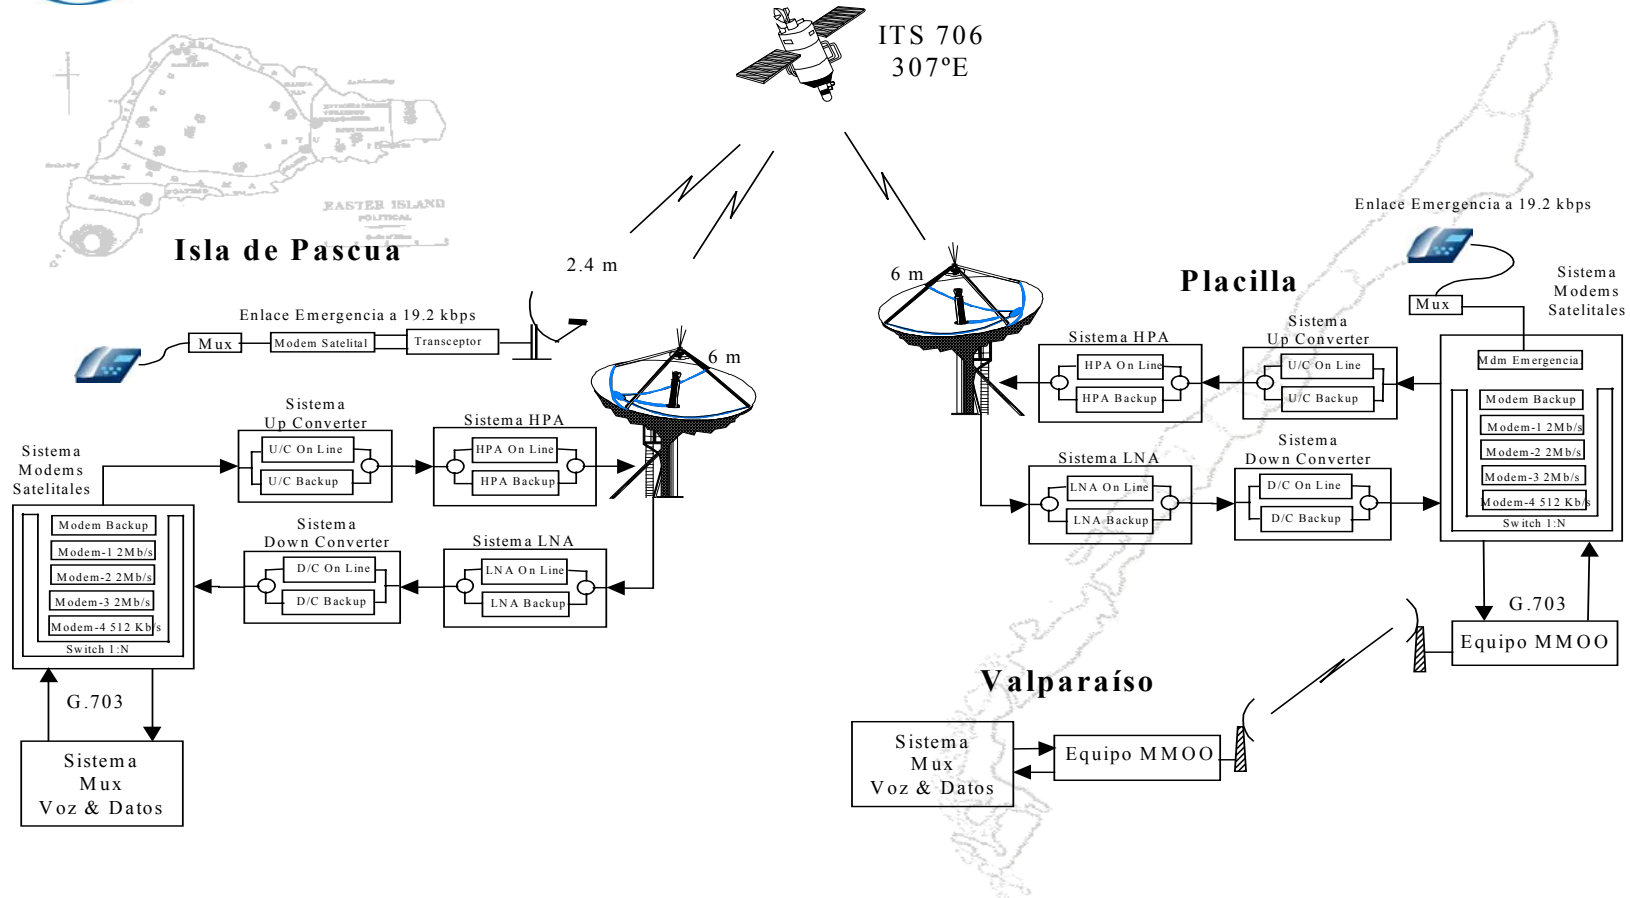 ITS 706
307ºE
EASTER ISLAND
POLITICAL
Isla de Pascua
2.4 m
Enlace Emergencia a 19.2 kbps
Mux
Modem Satelital
Transceptor
6 m
Sistema
Up Converter
U/C On Line
U/C Backup
Sistema HPA
HPA On Line
HPA Backup
Sistema
Modems
Satelitales
Modem Backup
Modem-1 2Mb/s
Modem-2 2Mb/s
Modem-3 2Mb/s
Modem-4 512 Kb/s
Switch 1:N
Sistema
Down Converter
D/C On Line
D/C Backup
Sistema LNA
LNA On Line
LNA Backup
G.703
Sistema
Mux
Voz & Datos
Enlace Emergencia a 19.2 kbps
6 m
Placilla
Mux
Sistema
Modems
Satelitales
Sistema HPA
HPA On Line
HPA Backup
Sistema
Up Converter
U/C On Line
U/C Backup
Mdm Emergencia
Modem Backup
Modem-1 2Mb/s
Modem-2 2Mb/s
Modem-3 2Mb/s
Modem-4 512 Kb/s
Switch 1:N
Sistema LNA
LNA On Line
LNA Backup
Sistema
Down Converter
D/C On Line
D/C Backup
G.703
Equipo MMOO
Valparaíso
Sistema
Mux
Voz & Datos
Equipo MMOO